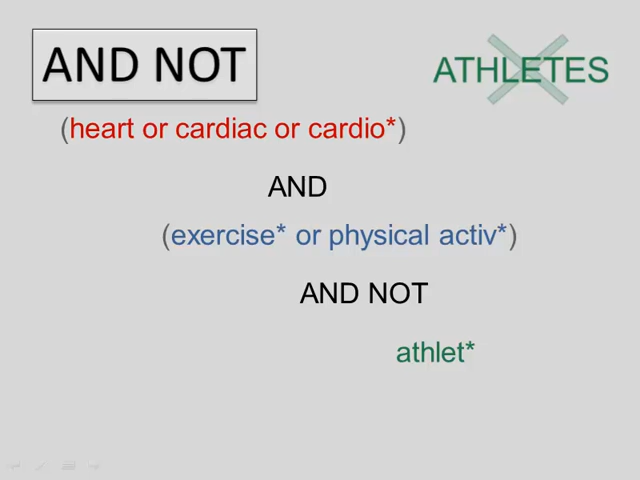 AND NOT
ATHLETES
(heart or cardiac or cardio*)
AND
(exercise* or physical activ*)
AND NOT
athlet*